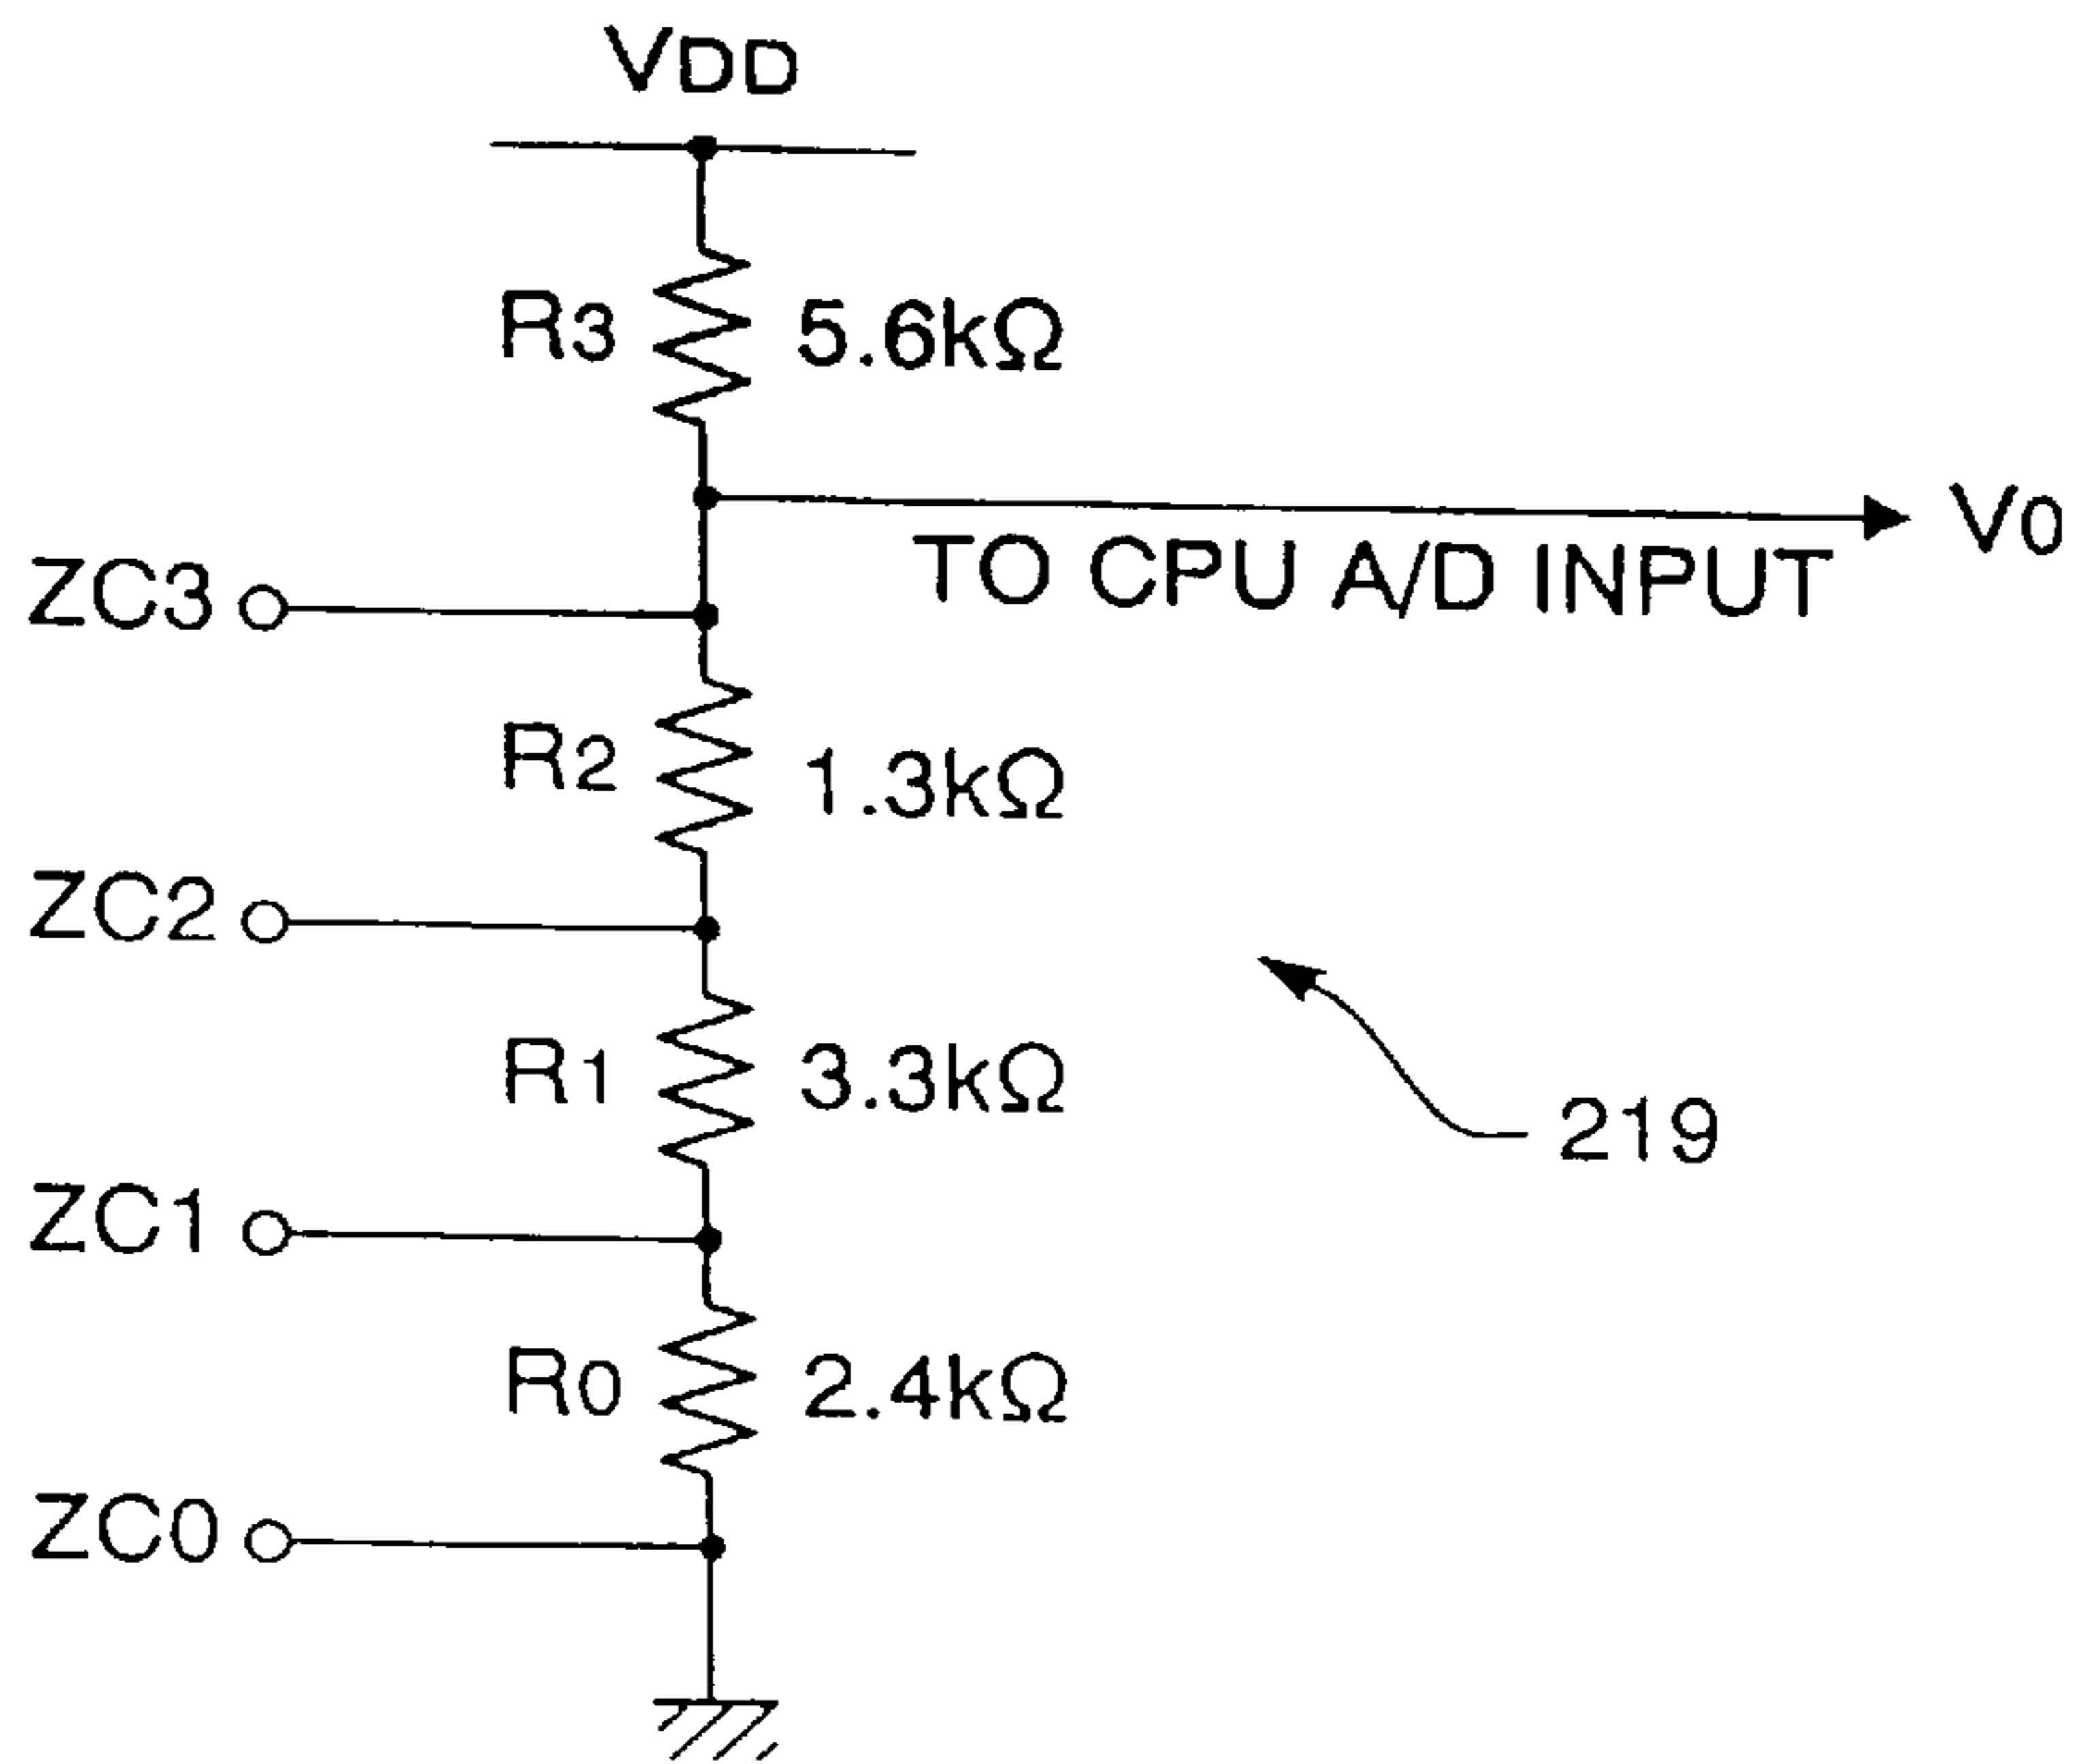 VDD
R3 5.6kΩ
V0
TO CPU A/D INPUT
ZC3
R2 1.3kΩ
ZC2
R1 3.3kΩ
219
ZC1
R0 2.4kΩ
ZC0